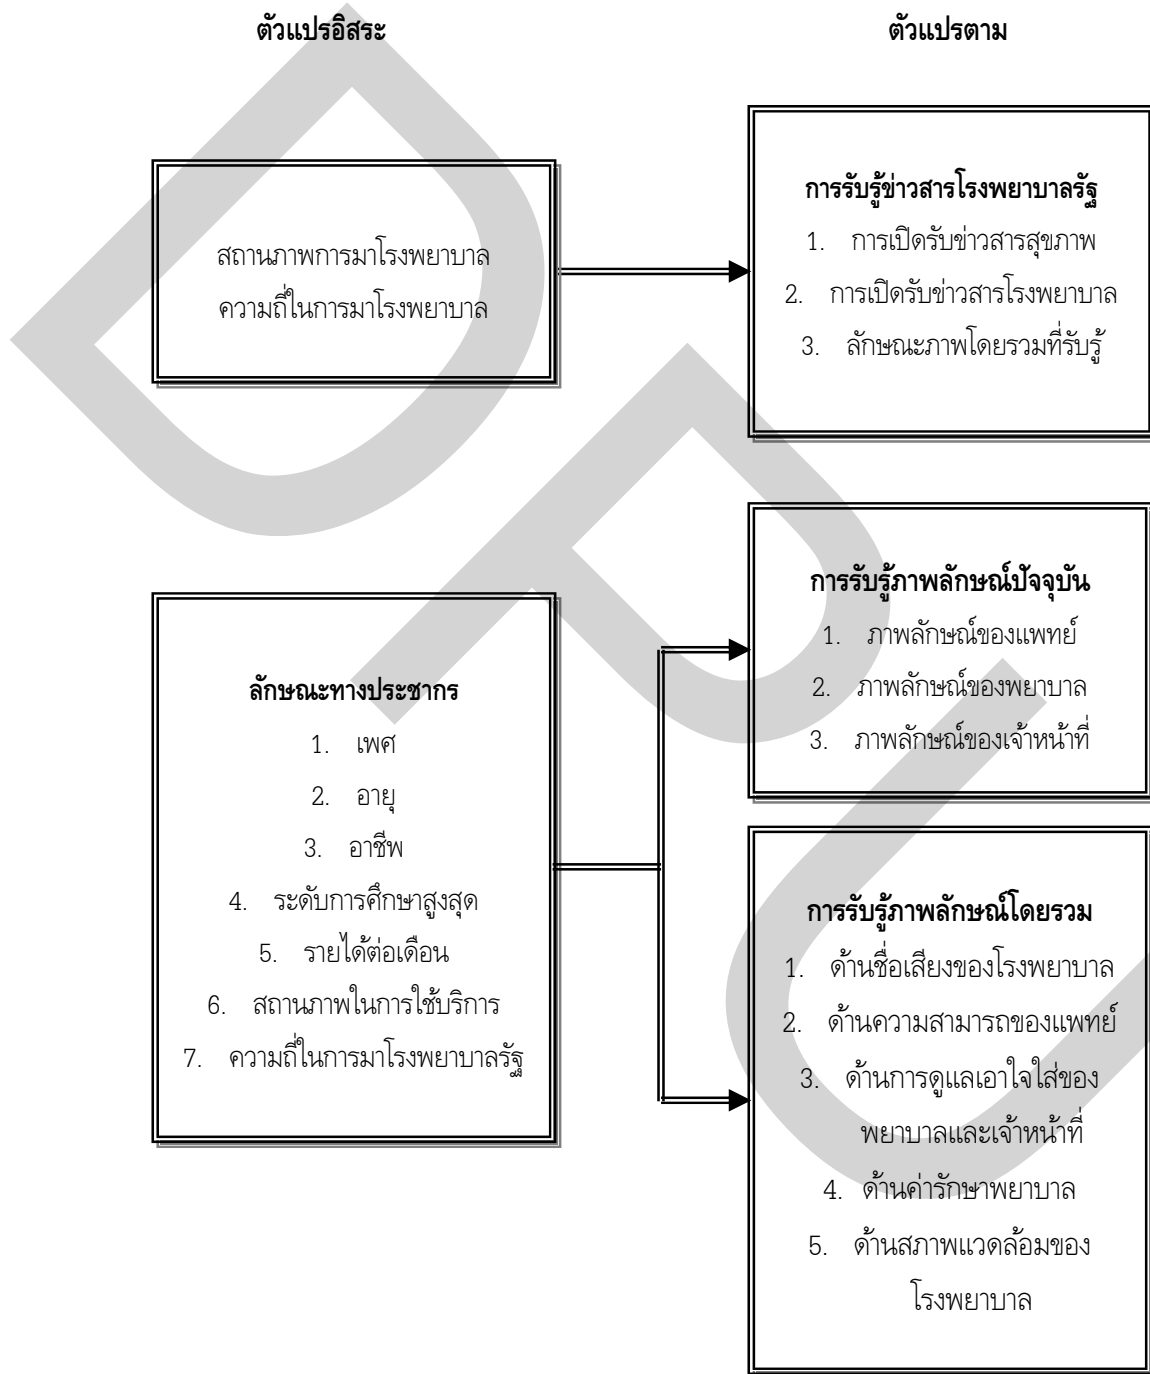 ตัวแปรอิสระ
ตัวแปรตาม
สถานภาพการมาโรงพยาบาล
ความถี่ในการมาโรงพยาบาล
การรับรู้ข่าวสารโรงพยาบาลรัฐ
1. การเปิดรับข่าวสารสุขภาพ
2. การเปิดรับข่าวสารโรงพยาบาล
3. ลักษณะภาพโดยรวมที่รับรู้
ลักษณะทางประชากร
1. เพศ
2. อายุ
3. อาชีพ
4. ระดับการศึกษาสูงสุด
5. รายได้ต่อเดือน
6. สถานภาพในการใช้บริการ
7. ความถี่ในการมาโรงพยาบาลรัฐ
การรับรู้ภาพลักษณ์ปัจจุบัน
1. ภาพลักษณ์ของแพทย์
2. ภาพลักษณ์ของพยาบาล
3. ภาพลักษณ์ของเจ้าหน้าที่
การรับรู้ภาพลักษณ์โดยรวม
1. ด้านชื่อเสียงของโรงพยาบาล
2. ด้านความสามารถของแพทย์
3. ด้านการดูแลเอาใจใส่ของ
พยาบาลและเจ้าหน้าที่
4. ด้านค่ารักษาพยาบาล
5. ด้านสภาพแวดล้อมของ
โรงพยาบาล
DPU